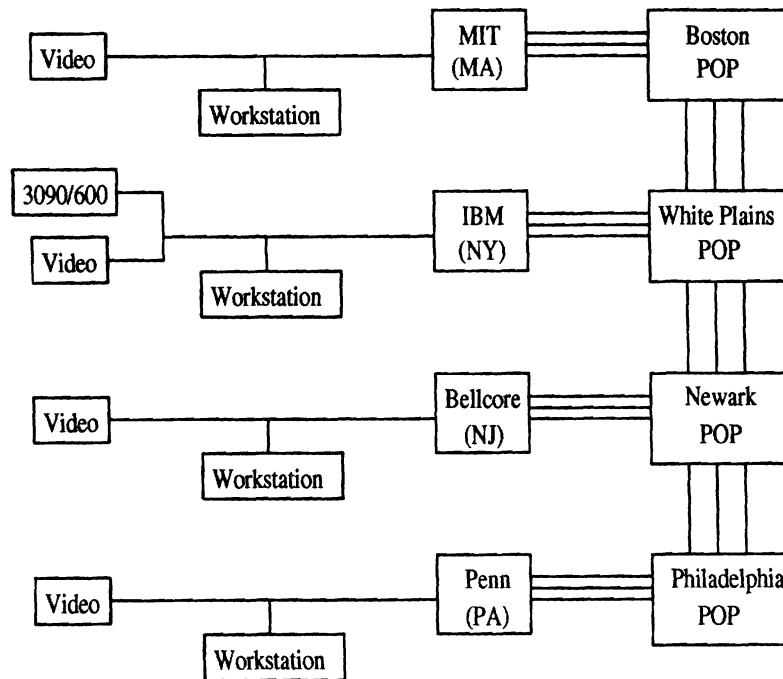 Video
Workstation
MIT
(MA)
Boston
POP
3090/600
Video
Workstation
IBM
(NY)
White Plains
POP
Video
Workstation
Bellcore
(NJ)
Newark
POP
Video
Workstation
Penn
(PA)
Philadelphia
POP